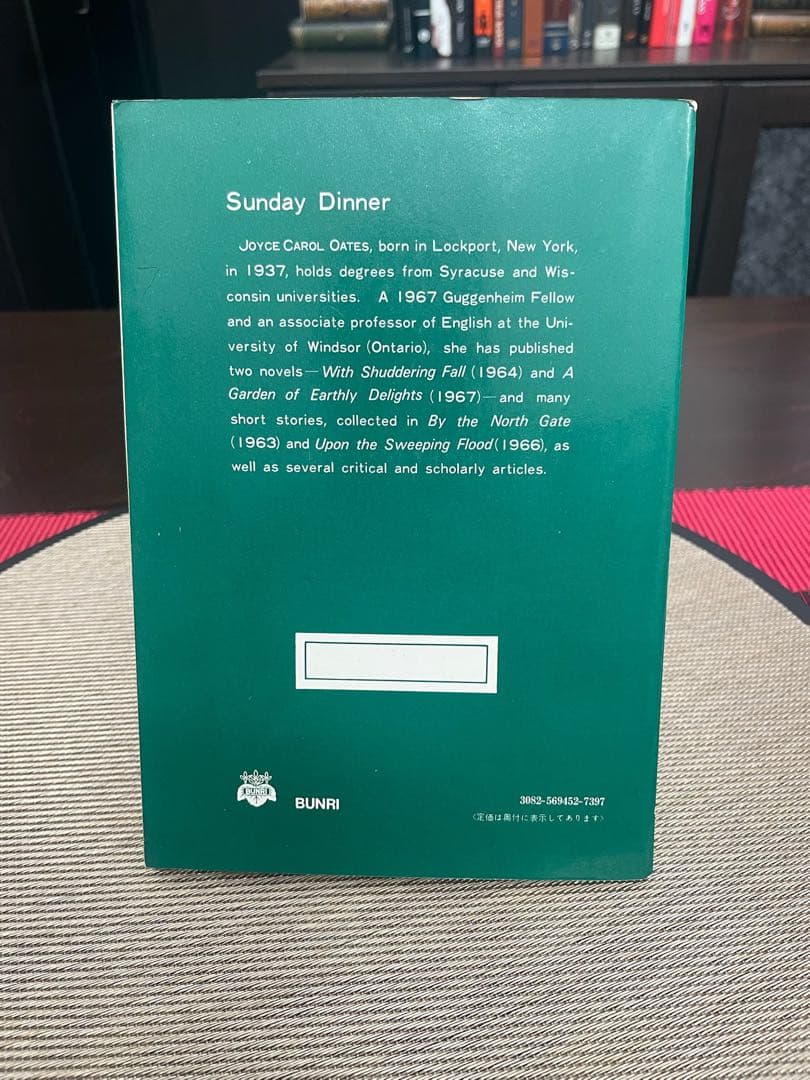 Sunday Dinner
JOYCE CAROL OATES, born in Lockport, New York,
in 1937, holds degrees from Syracuse and Wis-
consin universities. A 1967 Guggenheim Fellow
and an associate professor of English at the Uni-
versity of Windsor (Ontario), she has published
two novels—With Shuddering Fall (1964) and A
Garden of Earthly Delights (1967)—and many
short stories, collected in By the North Gate
(1963) and Upon the Sweeping Flood (1966), as
well as several critical and scholarly articles.
BUNRI
BUNRI
3082-569452-7397
〈定価は奥付に表示してあります〉